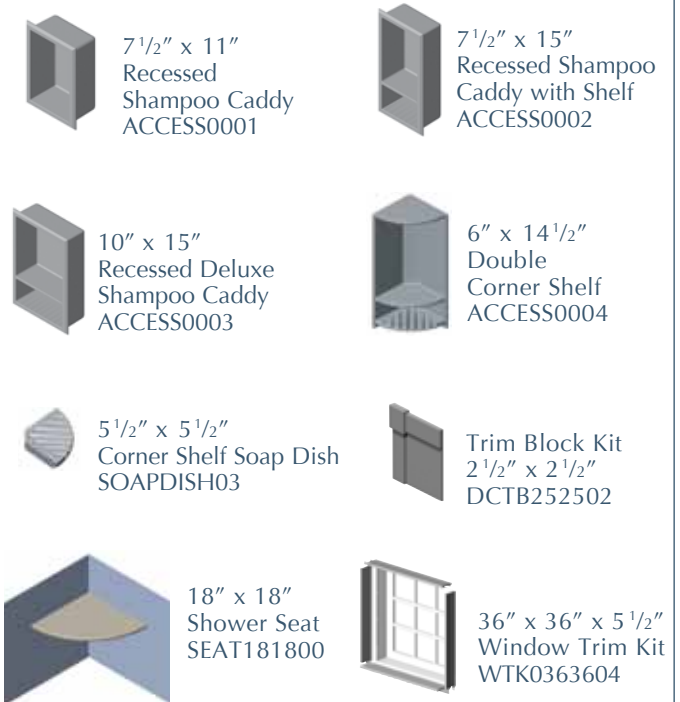 7 1/2” x 11”
Recessed
Shampoo Caddy
ACCESS0001
7 1/2” x 15”
Recessed Shampoo
Caddy with Shelf
ACCESS0002
10” x 15”
Recessed Deluxe
Shampoo Caddy
ACCESS0003
6” x 14 1/2”
Double
Corner Shelf
ACCESS0004
5 1/2” x 5 1/2”
Corner Shelf Soap Dish
SOAPDISH03
Trim Block Kit
2 1/2” x 2 1/2”
DCTB252502
18” x 18”
Shower Seat
SEAT181800
36” x 36” x 5 1/2”
Window Trim Kit
WTK0363604